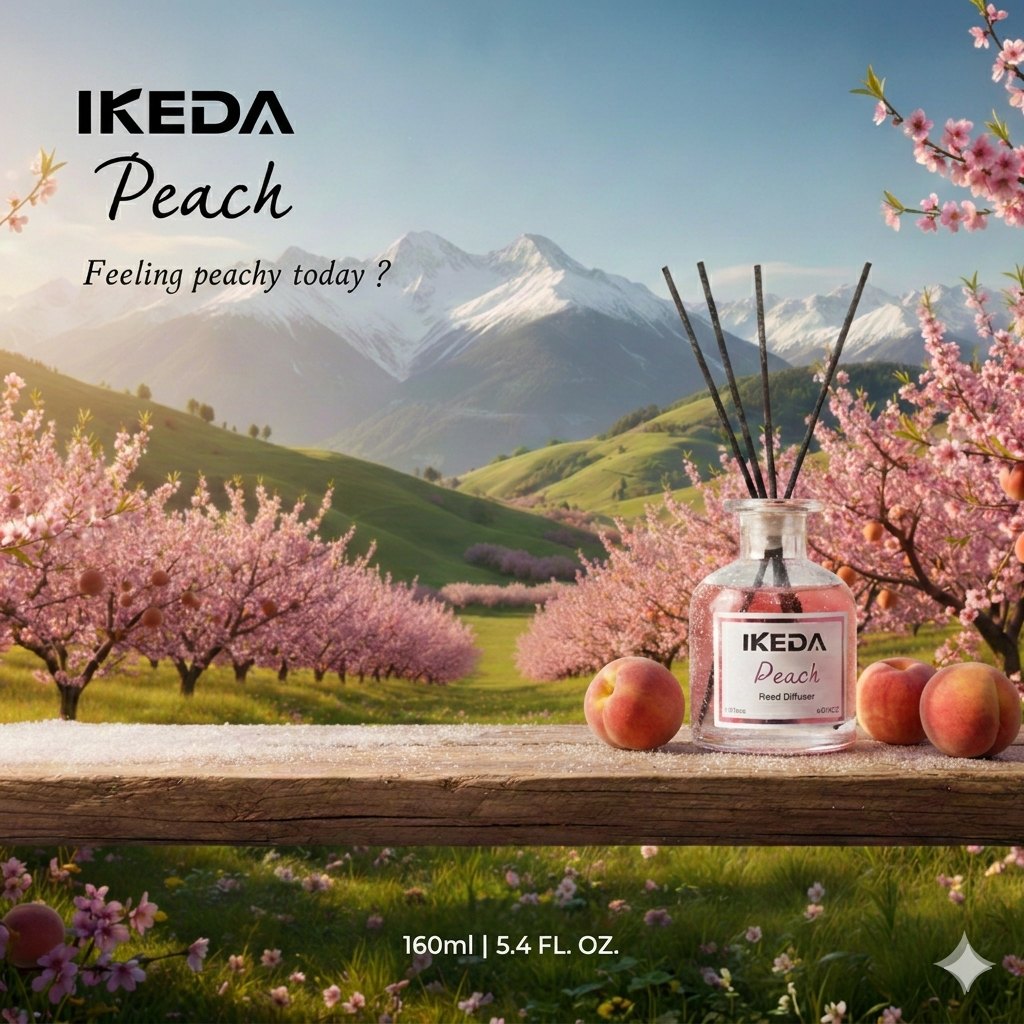 IKEDA
Peach
Feeling peachy today ?
IKEDA
Peach
Reed Diffuser
160ml | 5.4 FL. OZ.